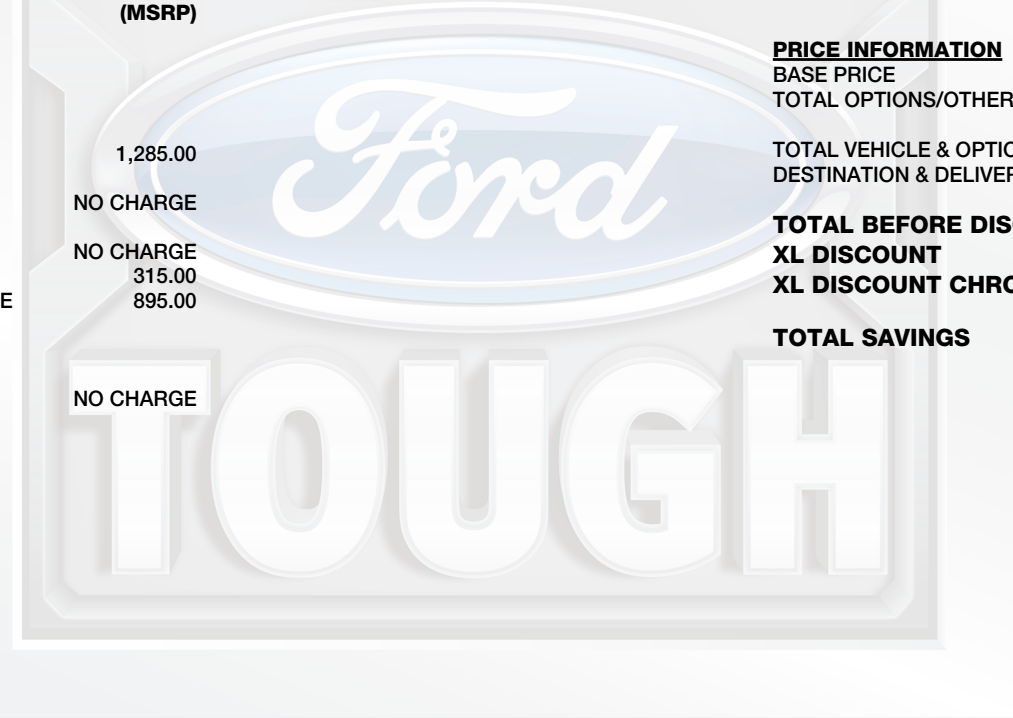 (MSRP)
1,285.00
NO CHARGE
NO CHARGE
315.00
E 895.00
NO CHARGE
Ford
TOUGH
PRICE INFORMATION
BASE PRICE
TOTAL OPTIONS/OTHER
TOTAL VEHICLE & OPTIO
DESTINATION & DELIVER
TOTAL BEFORE DISC
XL DISCOUNT
XL DISCOUNT CHRO
TOTAL SAVINGS